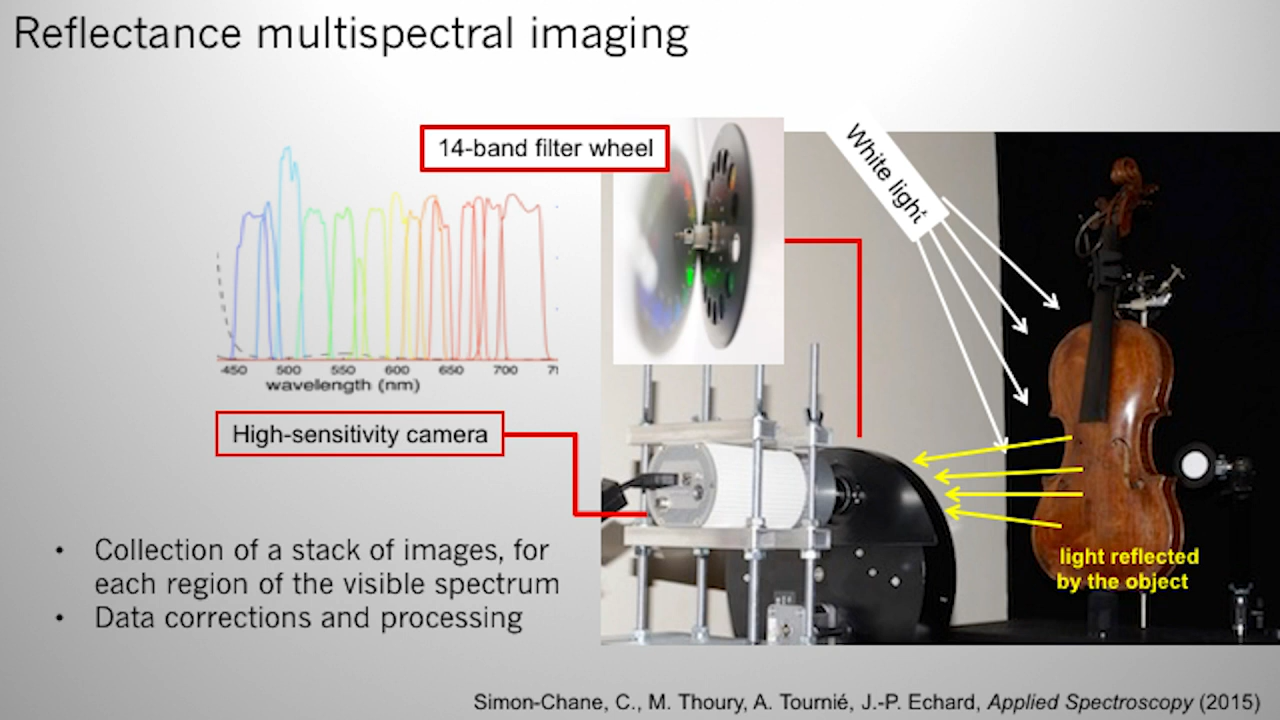 Reflectance multispectral imaging
14-band filter wheel
White light
450 500 550 600 650 700
wavelength (nm)
High-sensitivity camera
• Collection of a stack of images, for
each region of the visible spectrum
• Data corrections and processing
light reflected
by the object
Simon-Chane, C., M. Thoury, A. Tournié, J.-P. Echard, Applied Spectroscopy (2015)